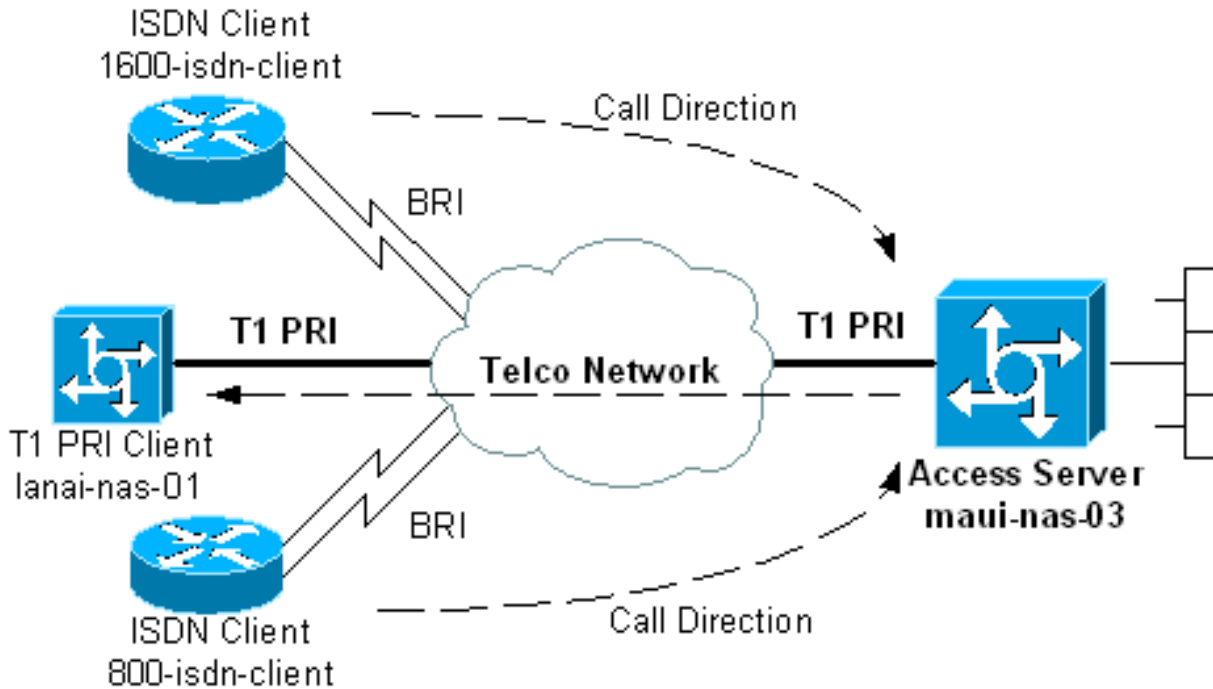 ISDN Client
1600-isdn-client
Call Direction
BRI
T1 PRI
T1 PRI
Telco Network
T1 PRI Client
lanai-nas-01
Access Server
maui-nas-03
BRI
ISDN Client
800-isdn-client
Call Direction